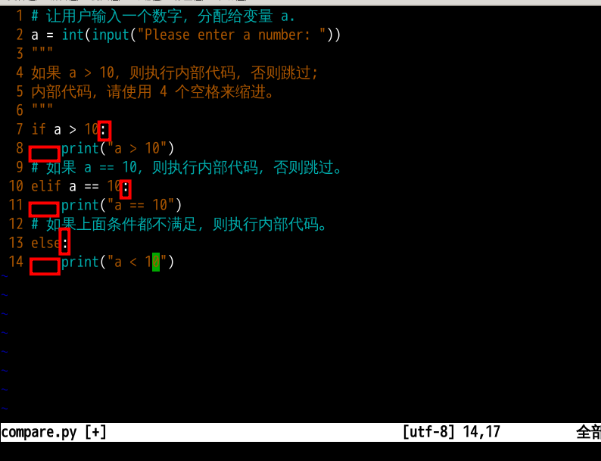 1 # 让用户输入一个数字, 分配给变量 a.
2 a = int(input("Please enter a number: "))
3 """
4 如果 a > 10, 则执行内部代码, 否则跳过;
5 内部代码, 请使用 4 个空格来缩进。
6 """
7 if a > 10:
8     print("a > 10")
9 # 如果 a == 10, 则执行内部代码, 否则跳过。
10 elif a == 10:
11     print("a == 10")
12 # 如果上面条件都不满足, 则执行内部代码。
13 else:
14     print("a < 10")
~
~
~
~
~
~
~
~
compare.py [+] [utf-8] 14,17 全部